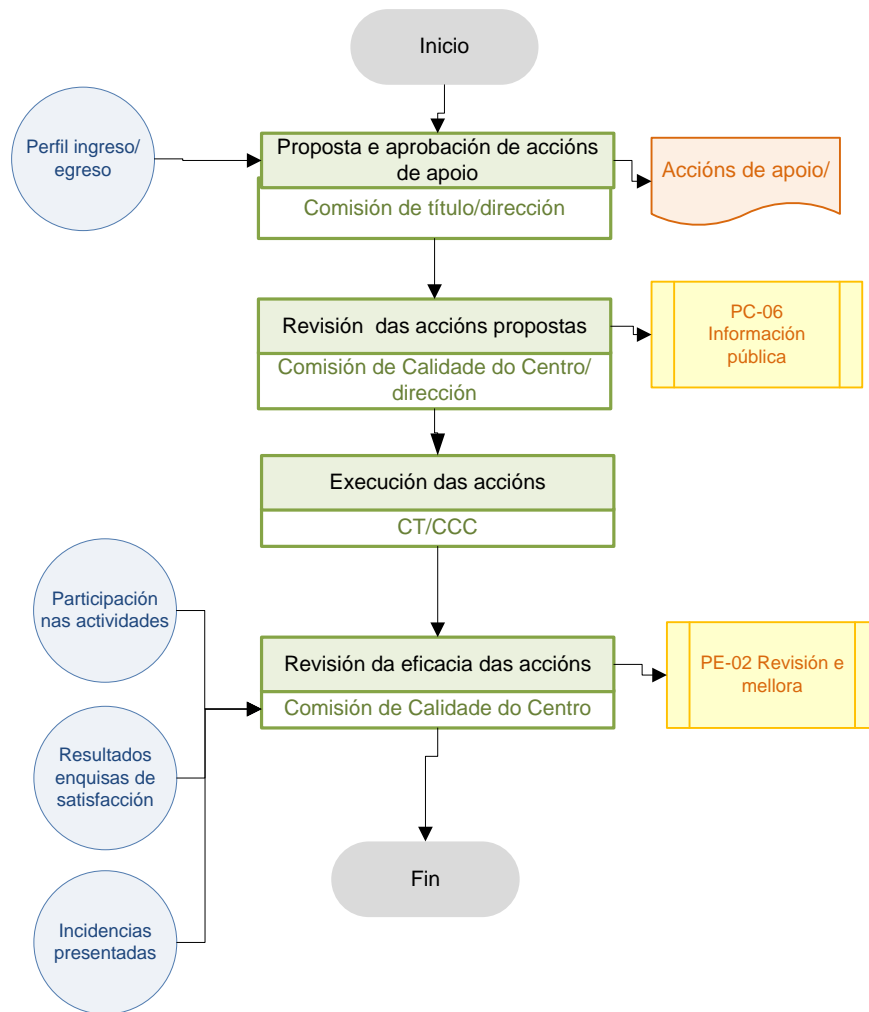 Inicio
Perfil ingreso/
egreso
Proposta e aprobación de accións
de apoio
Comisión de título/dirección
Accións de apoio/
Revisión das accións propostas
Comisión de Calidade do Centro/
dirección
PC-06
Información
pública
Execución das accións
CT/CCC
Participación
nas actividades
Revisión da eficacia das accións
Comisión de Calidade do Centro
PE-02 Revisión e
mellora
Resultados
enquisas de
satisfacción
Fin
Incidencias
presentadas